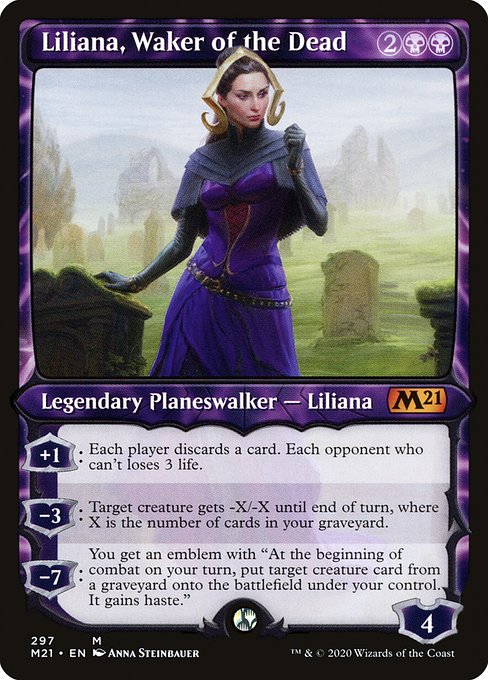 Liliana, Waker of the Dead 2
Legendary Planeswalker — Liliana M21
+1 : Each player discards a card. Each opponent who
can't loses 3 life.
−3 : Target creature gets -X/-X until end of turn, where
X is the number of cards in your graveyard.
You get an emblem with “At the beginning of
−7 : combat on your turn, put target creature card from
a graveyard onto the battlefield under your control.
It gains haste.”
4
297 M
M21 • EN ANNA STEINBAUER ™ & © 2020 Wizards of the Coast